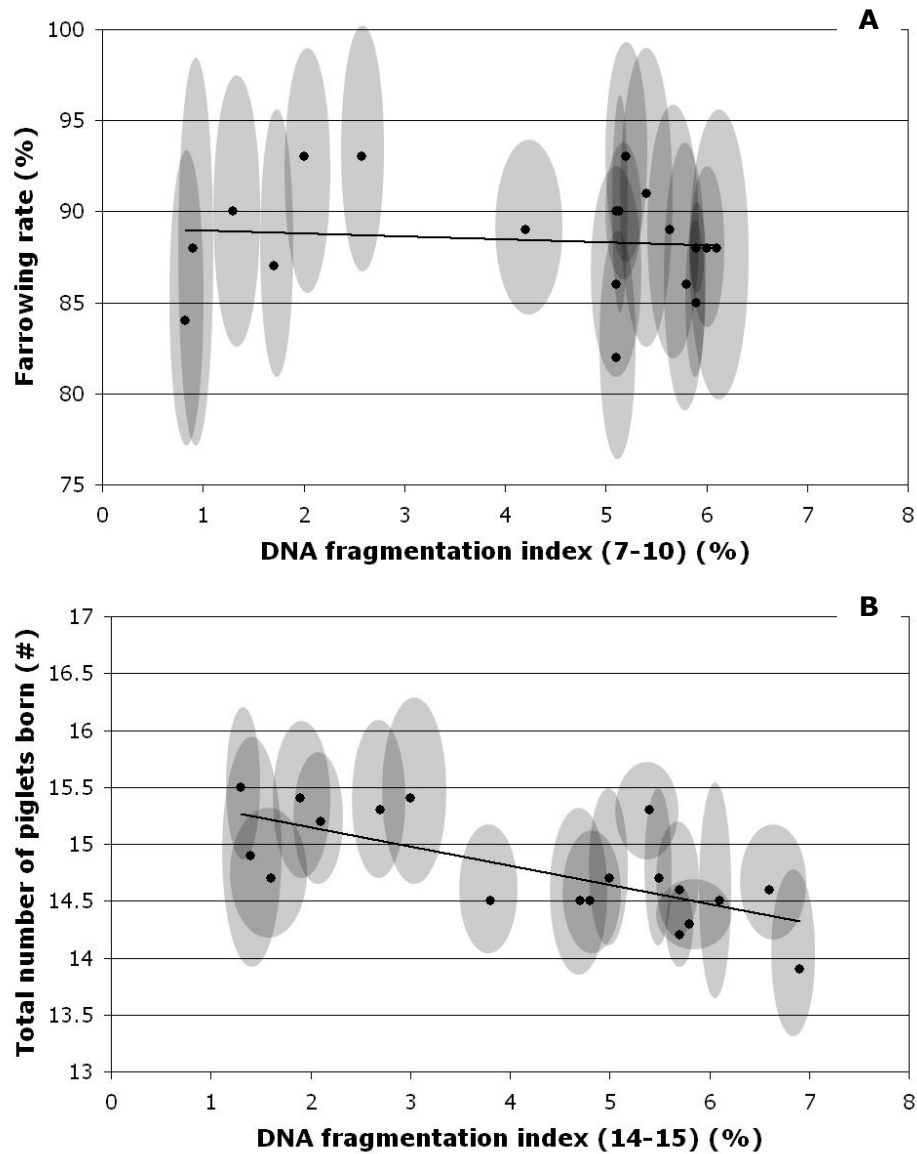 A
100
95
90
85
80
75
Farrowing rate (%)
0 1 2 3 4 5 6 7 8
DNA fragmentation index (7-10) (%)
B
17
16.5
16
15.5
15
14.5
14
13.5
13
Total number of piglets born (#)
0 1 2 3 4 5 6 7 8
DNA fragmentation index (14-15) (%)